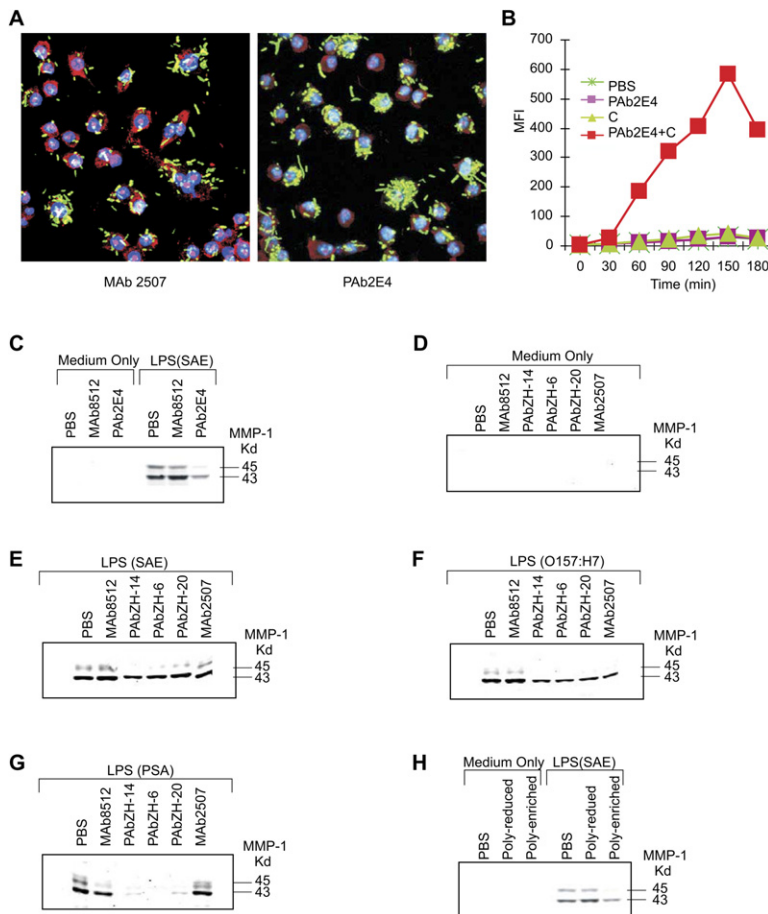 A
MAb 2507
PAb2E4
B
700
600
500
400
300
200
100
0
MFI
PBS
PAb2E4
C
PAb2E4+C
0 30 60 90 120 150 180
Time (min)
C
Medium Only LPS(SAE)
PBS MAb8512 PAb2E4 PBS MAb8512 PAb2E4
MMP-1
Kd
45
43
D
Medium Only
PBS MAb8512 PAbZH-14 PAbZH-6 PAbZH-20 MAb2507
MMP-1
Kd
45
43
E
LPS (SAE)
PBS MAb8512 PAbZH-14 PAbZH-6 PAbZH-20 MAb2507
MMP-1
Kd
45
43
F
LPS (O157:H7)
PBS MAb8512 PAbZH-14 PAbZH-6 PAbZH-20 MAb2507
MMP-1
Kd
45
43
G
LPS (PSA)
PBS MAb8512 PAbZH-14 PAbZH-6 PAbZH-20 MAb2507
MMP-1
Kd
45
43
H
Medium Only LPS(SAE)
PBS Poly-reduced Poly-enriched PBS Poly-redued Poly-enriched
MMP-1
Kd
45
43